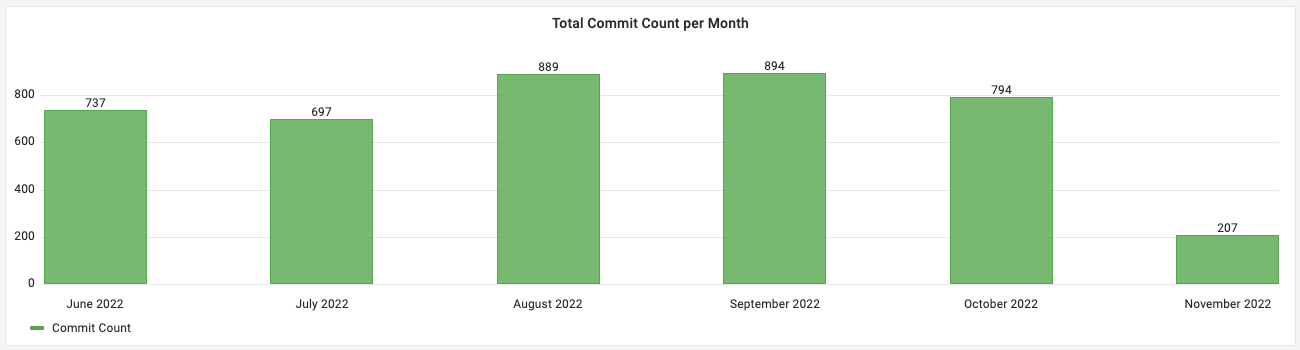 Total Commit Count per Month
889
894
800
737
794
697
600
400
207
200
0
June 2022
July 2022
August 2022
September 2022
October 2022
November 2022
Commit Count